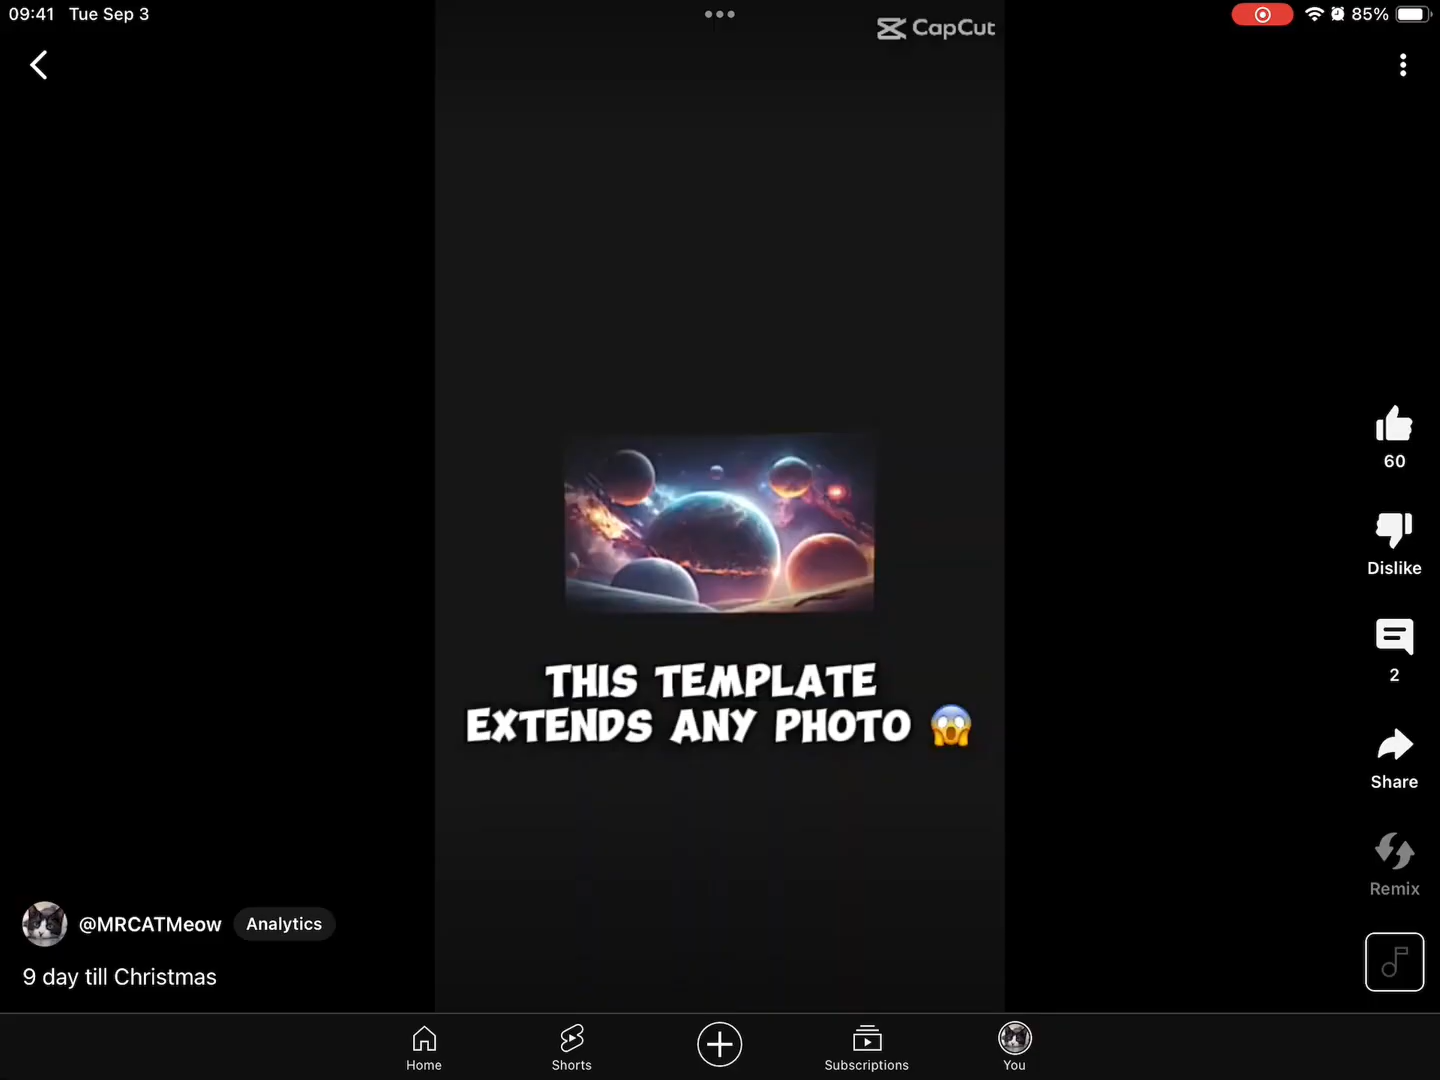 09:41 Tue Sep 3
85%
CapCut
THIS TEMPLATE
EXTENDS ANY PHOTO 😱
60
Dislike
2
Share
Remix
@MRCATMeow Analytics
9 day till Christmas
Home Shorts Subscriptions You